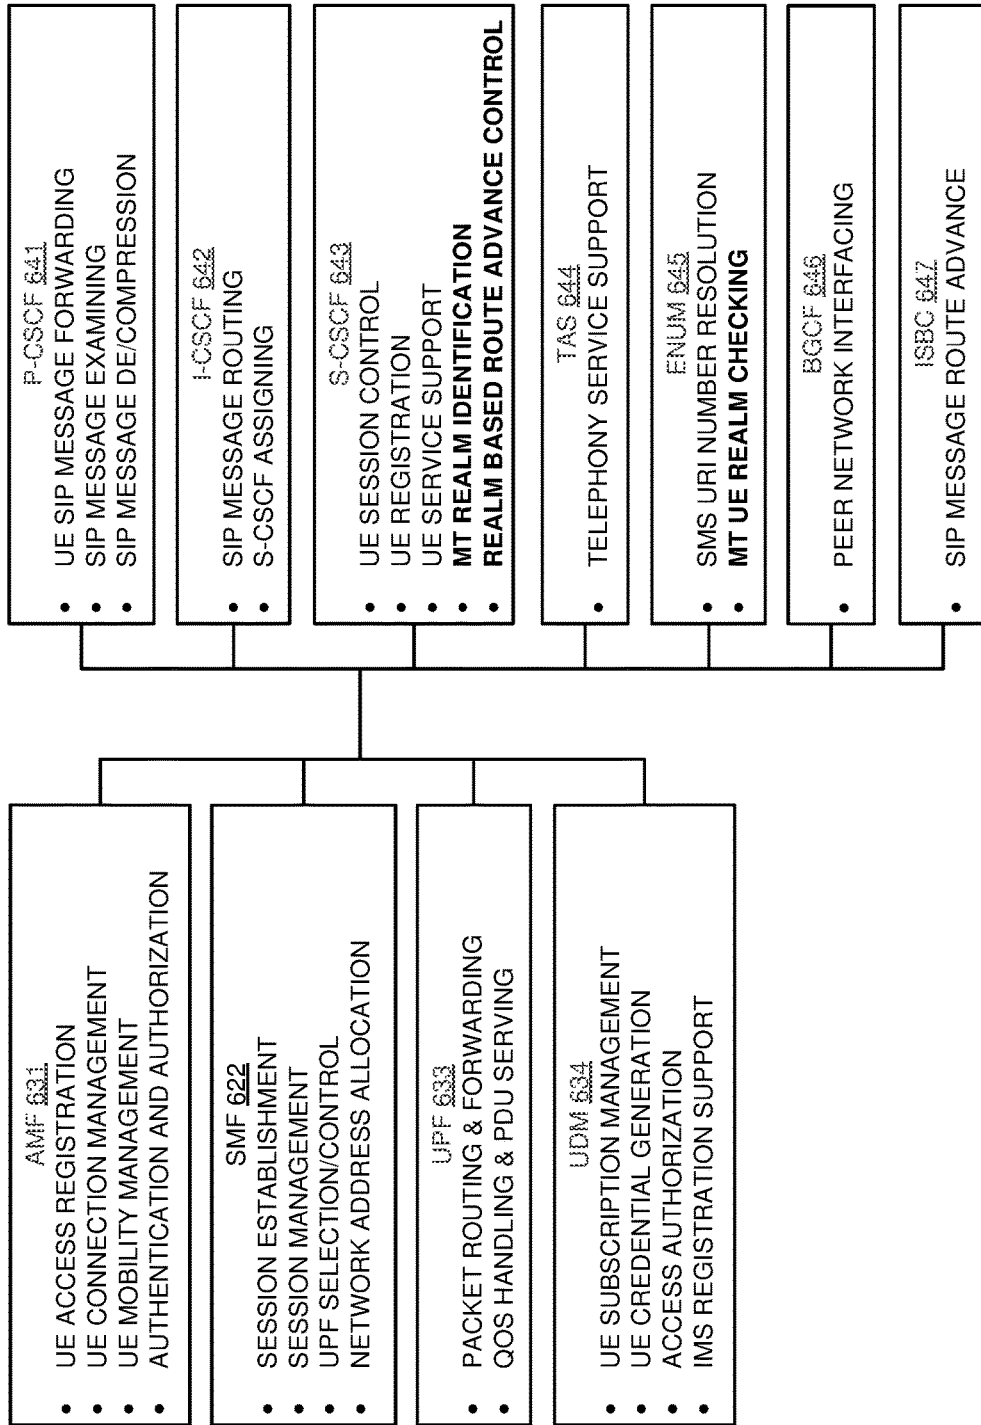 P-CSCF 641
• UE SIP MESSAGE FORWARDING
• SIP MESSAGE EXAMINING
• SIP MESSAGE DE/COMPRESSION
I-CSCF 642
• SIP MESSAGE ROUTING
• S-CSCF ASSIGNING
S-CSCF 643
• UE SESSION CONTROL
• UE REGISTRATION
• UE SERVICE SUPPORT
• MT REALM IDENTIFICATION
• REALM BASED ROUTE ADVANCE CONTROL
TAS 644
• TELEPHONY SERVICE SUPPORT
ENUM 645
• SMS URI NUMBER RESOLUTION
• MT UE REALM CHECKING
BGCF 646
• PEER NETWORK INTERFACING
ISBC 647
• SIP MESSAGE ROUTE ADVANCE
AMF 631
• UE ACCESS REGISTRATION
• UE CONNECTION MANAGEMENT
• UE MOBILITY MANAGEMENT
• AUTHENTICATION AND AUTHORIZATION
SMF 622
• SESSION ESTABLISHMENT
• SESSION MANAGEMENT
• UPF SELECTION/CONTROL
• NETWORK ADDRESS ALLOCATION
UPF 633
• PACKET ROUTING & FORWARDING
• QOS HANDLING & PDU SERVING
UDM 634
• UE SUBSCRIPTION MANAGEMENT
• UE CREDENTIAL GENERATION
• ACCESS AUTHORIZATION
• IMS REGISTRATION SUPPORT